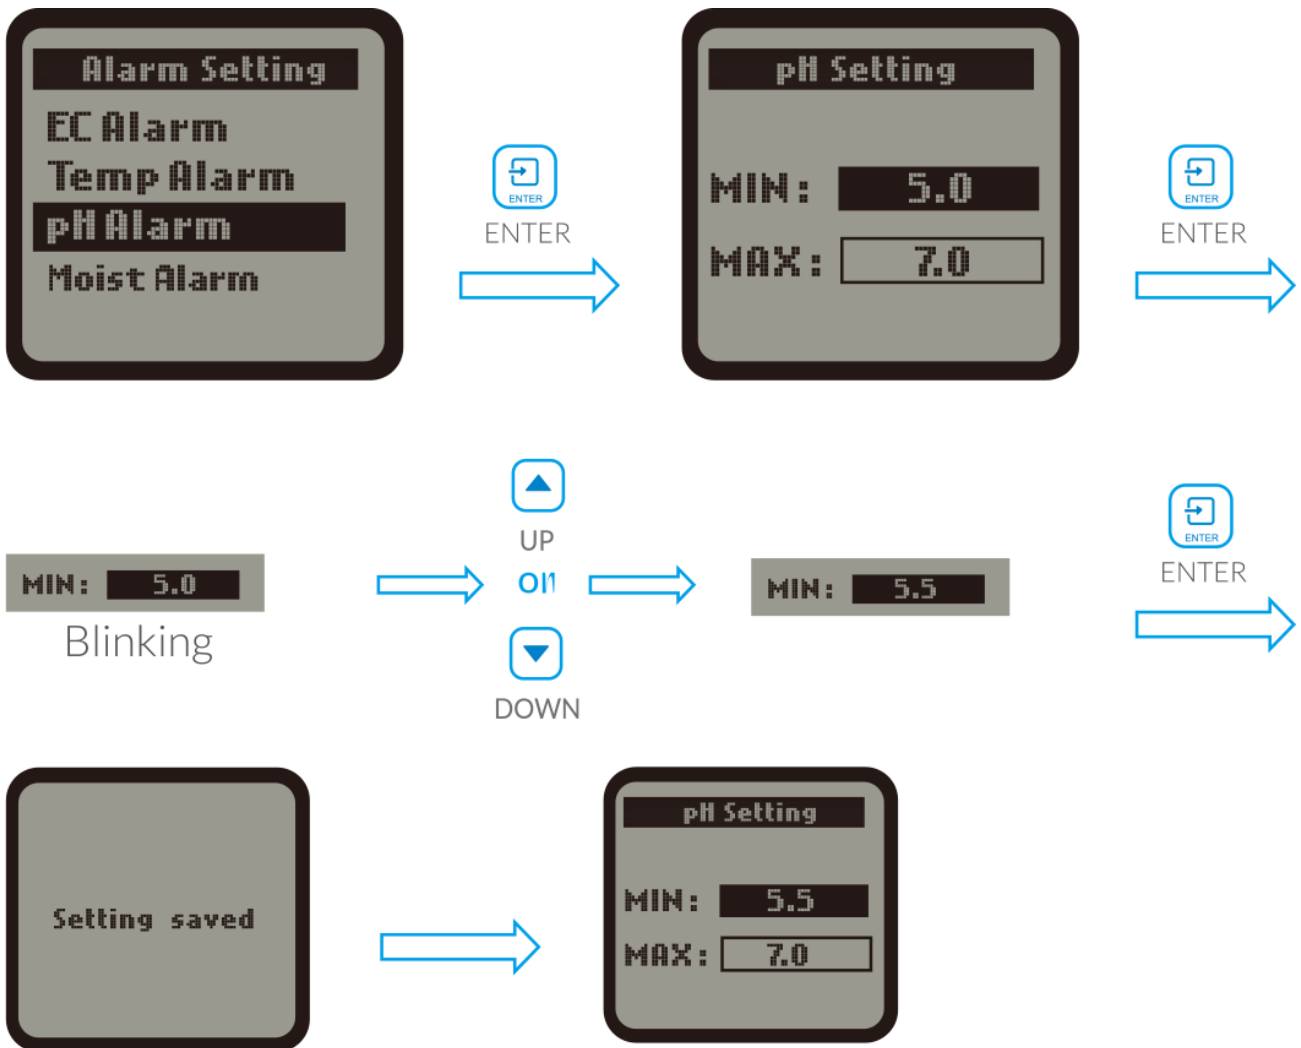 Alarm Setting
EC Alarm
Temp Alarm
pH Alarm
Moist Alarm
ENTER
ENTER
pH Setting
MIN: 5.0
MAX: 7.0
ENTER
ENTER
MIN: 5.0
Blinking
UP
or
DOWN
MIN: 5.5
ENTER
ENTER
Setting saved
pH Setting
MIN: 5.5
MAX: 7.0